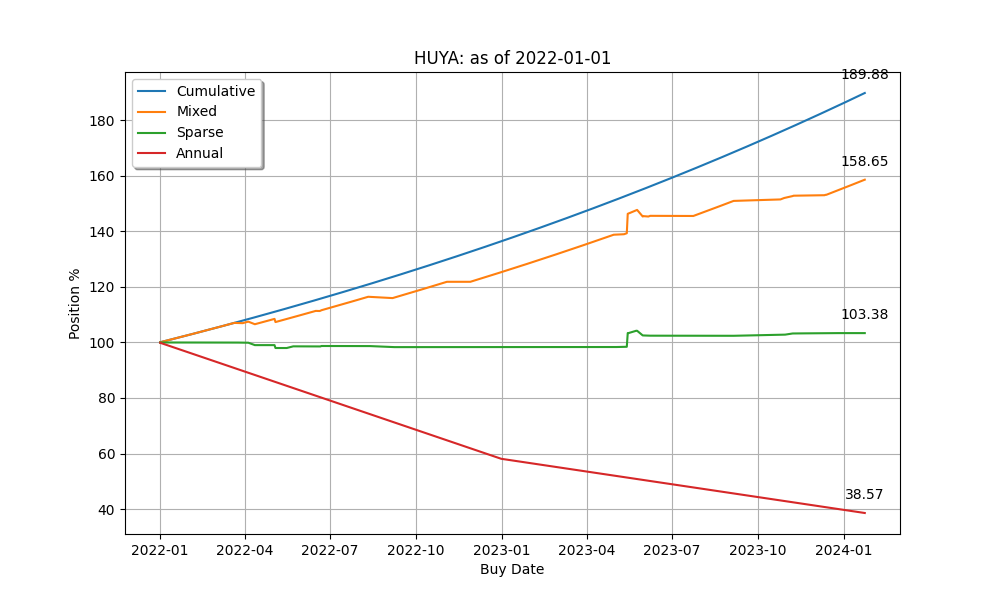 HUYA: as of 2022-01-01
Cumulative
Mixed
Sparse
Annual
189.88
158.65
103.38
38.57
Position %
180
160
140
120
100
80
60
40
2022-01 2022-04 2022-07 2022-10 2023-01 2023-04 2023-07 2023-10 2024-01
Buy Date